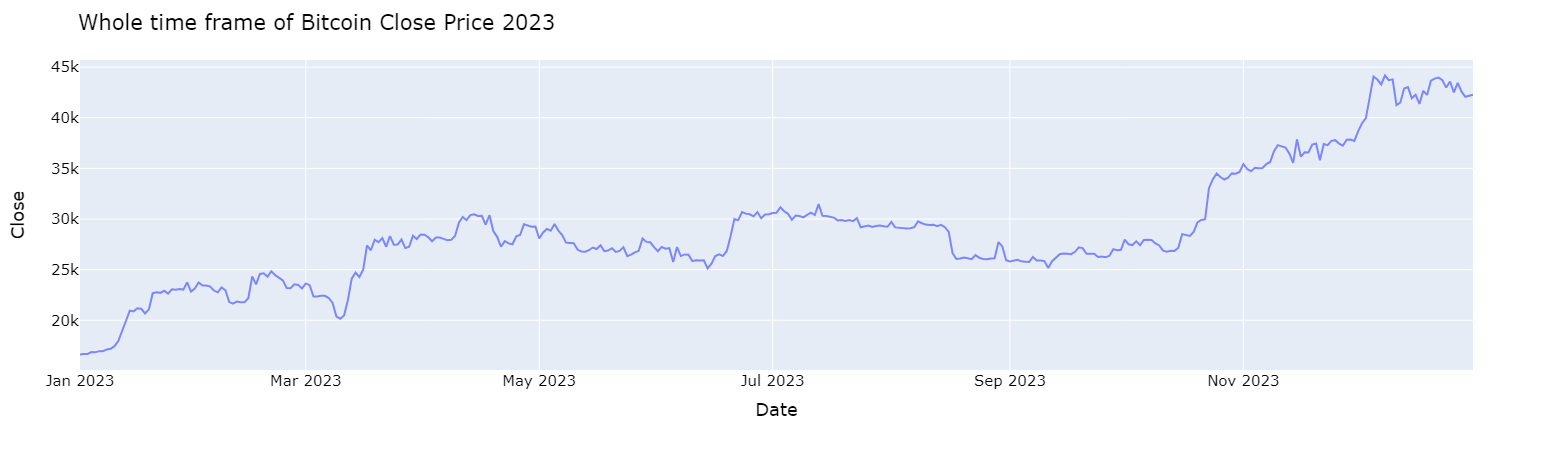 Whole time frame of Bitcoin Close Price 2023
45k
40k
35k
30k
25k
20k
Close
Jan 2023 Mar 2023 May 2023 Jul 2023 Sep 2023 Nov 2023
Date